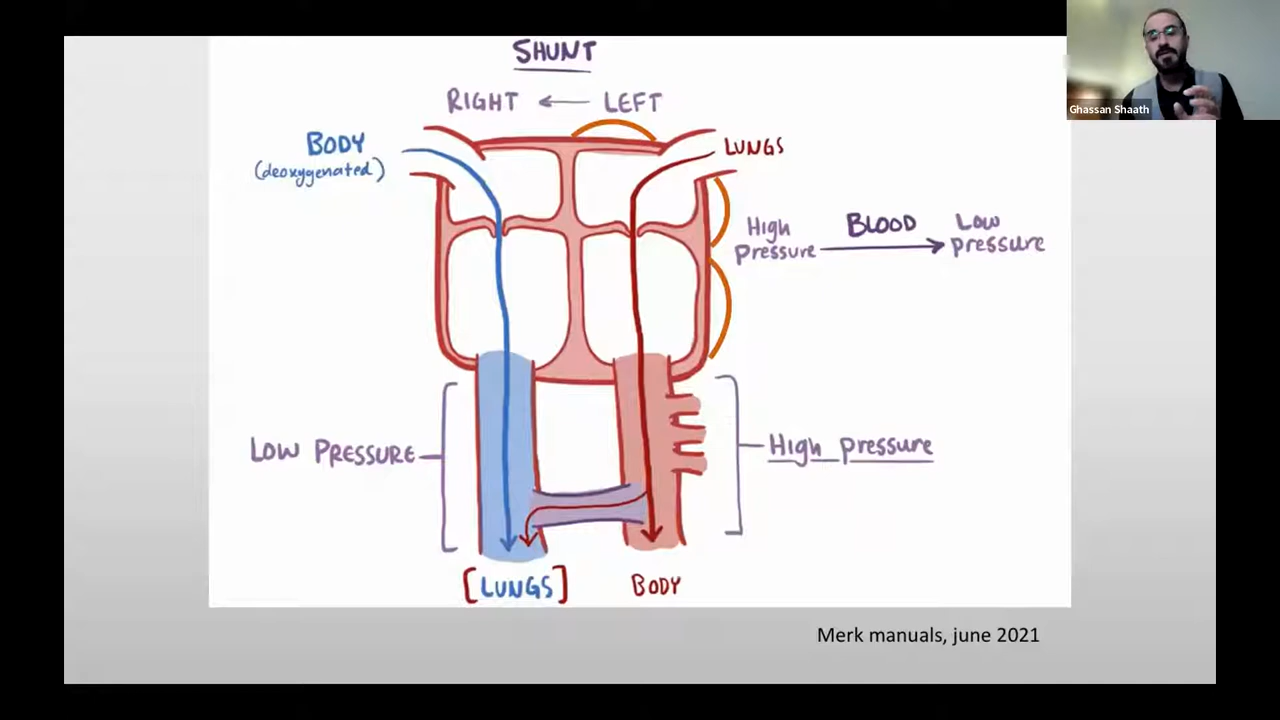 SHUNT
RIGHT ← LEFT
BODY
(deoxygenated)
LUNGS
High
Pressure
BLOOD
Low
pressure
LOW PRESSURE
High pressure
[LUNGS]
BODY
Merk manuals, june 2021
Ghassan Shaath